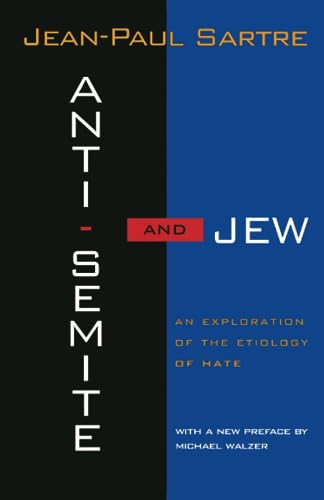 JEAN-PAUL SARTRE
ANTI-SEMITE
AND
JEW
AN EXPLORATION
OF THE ETIOLOGY
OF HATE
WITH A NEW PREFACE BY
MICHAEL WALZER